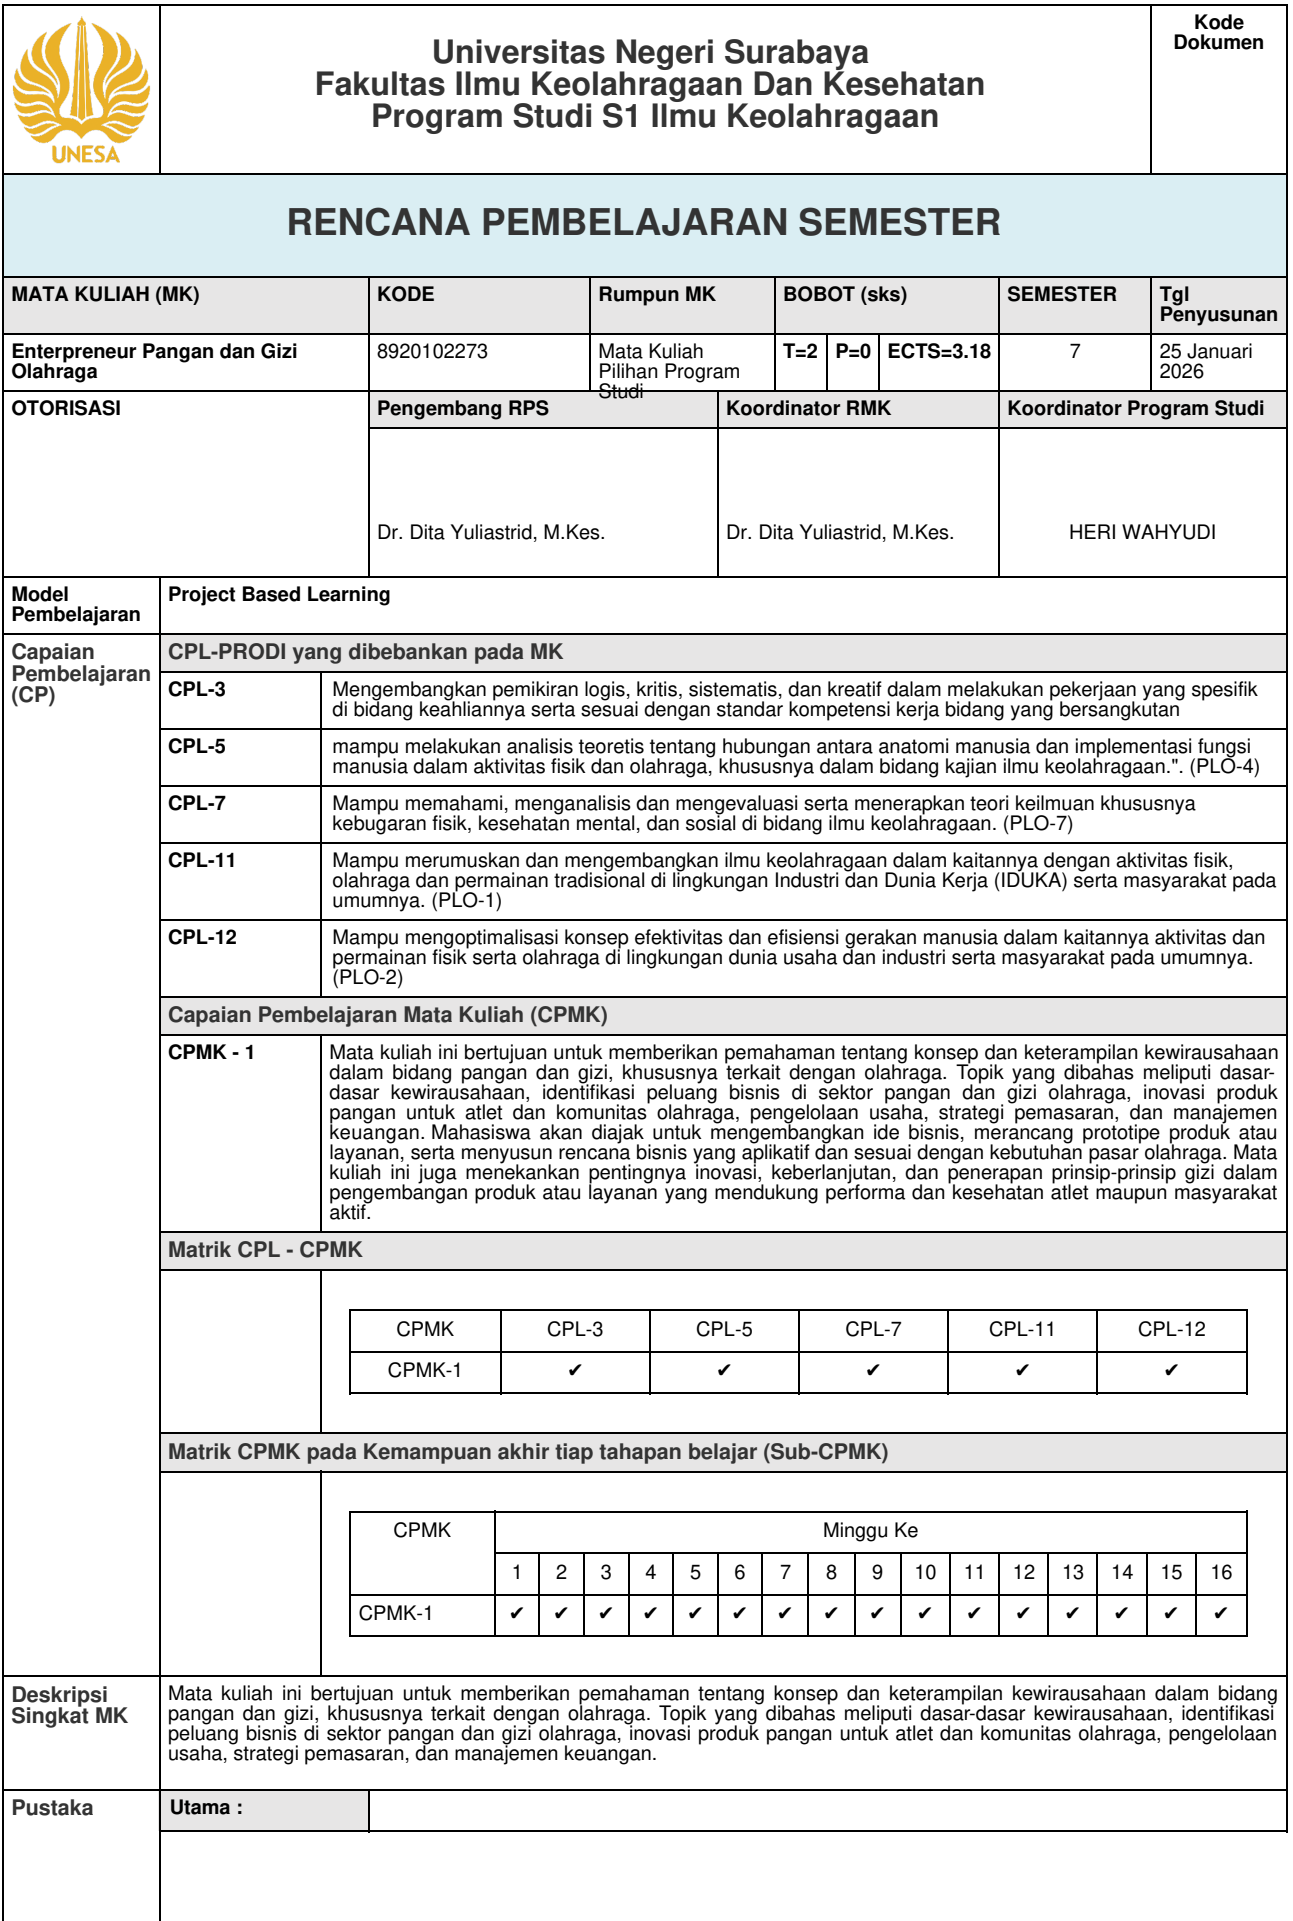 UNESA
Universitas Negeri Surabaya
Fakultas Ilmu Keolahragaan Dan Kesehatan
Program Studi S1 Ilmu Keolahragaan
Kode
Dokumen
RENCANA PEMBELAJARAN SEMESTER
MATA KULIAH (MK) KODE Rumpun MK BOBOT (sks) SEMESTER Tgl
Penyusunan
Enterpreneur Pangan dan Gizi
Olahraga
8920102273
Mata Kuliah
Pilihan Program
Studi
T=2 P=0 ECTS=3.18 7 25 Januari
2026
OTORISASI Pengembang RPS Koordinator RMK Koordinator Program Studi
Dr. Dita Yuliastrid, M.Kes. Dr. Dita Yuliastrid, M.Kes. HERI WAHYUDI
Model
Pembelajaran
Project Based Learning
Capaian
Pembelajaran
(CP)
CPL-PRODI yang dibebankan pada MK
CPL-3 Mengembangkan pemikiran logis, kritis, sistematis, dan kreatif dalam melakukan pekerjaan yang spesifik
di bidang keahliannya serta sesuai dengan standar kompetensi kerja bidang yang bersangkutan
CPL-5 mampu melakukan analisis teoretis tentang hubungan antara anatomi manusia dan implementasi fungsi
manusia dalam aktivitas fisik dan olahraga, khususnya dalam bidang kajian ilmu keolahragaan.". (PLO-4)
CPL-7 Mampu memahami, menganalisis dan mengevaluasi serta menerapkan teori keilmuan khususnya
kebugaran fisik, kesehatan mental, dan sosial di bidang ilmu keolahragaan. (PLO-7)
CPL-11 Mampu merumuskan dan mengembangkan ilmu keolahragaan dalam kaitannya dengan aktivitas fisik,
olahraga dan permainan tradisional di lingkungan Industri dan Dunia Kerja (IDUKA) serta masyarakat pada
umumnya. (PLO-1)
CPL-12 Mampu mengoptimalisasi konsep efektivitas dan efisiensi gerakan manusia dalam kaitannya aktivitas dan
permainan fisik serta olahraga di lingkungan dunia usaha dan industri serta masyarakat pada umumnya.
(PLO-2)
Capaian Pembelajaran Mata Kuliah (CPMK)
CPMK - 1 Mata kuliah ini bertujuan untuk memberikan pemahaman tentang konsep dan keterampilan kewirausahaan
dalam bidang pangan dan gizi, khususnya terkait dengan olahraga. Topik yang dibahas meliputi dasar-
dasar kewirausahaan, identifikasi peluang bisnis di sektor pangan dan gizi olahraga, inovasi produk
pangan untuk atlet dan komunitas olahraga, pengelolaan usaha, strategi pemasaran, dan manajemen
keuangan. Mahasiswa akan diajak untuk mengembangkan ide bisnis, merancang prototipe produk atau
layanan, serta menyusun rencana bisnis yang aplikatif dan sesuai dengan kebutuhan pasar olahraga. Mata
kuliah ini juga menekankan pentingnya inovasi, keberlanjutan, dan penerapan prinsip-prinsip gizi dalam
pengembangan produk atau layanan yang mendukung performa dan kesehatan atlet maupun masyarakat
aktif.
Matrik CPL - CPMK
CPMK CPL-3 CPL-5 CPL-7 CPL-11 CPL-12
CPMK-1 ✔ ✔ ✔ ✔ ✔
Matrik CPMK pada Kemampuan akhir tiap tahapan belajar (Sub-CPMK)
CPMK Minggu Ke
1 2 3 4 5 6 7 8 9 10 11 12 13 14 15 16
CPMK-1 ✔ ✔ ✔ ✔ ✔ ✔ ✔ ✔ ✔ ✔ ✔ ✔ ✔ ✔ ✔ ✔
Deskripsi
Singkat MK
Mata kuliah ini bertujuan untuk memberikan pemahaman tentang konsep dan keterampilan kewirausahaan dalam bidang
pangan dan gizi, khususnya terkait dengan olahraga. Topik yang dibahas meliputi dasar-dasar kewirausahaan, identifikasi
peluang bisnis di sektor pangan dan gizi olahraga, inovasi produk pangan untuk atlet dan komunitas olahraga, pengelolaan
usaha, strategi pemasaran, dan manajemen keuangan.
Pustaka Utama :